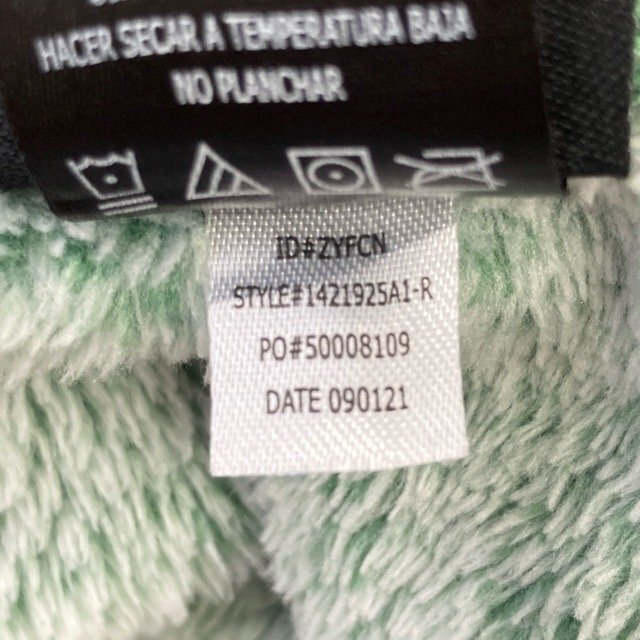 HACER SECAR A TEMPERATURA BAJA
NO PLANCHAR
ID#ZYFCN
STYLE#1421925A1-R
PO#50008109
DATE 090121